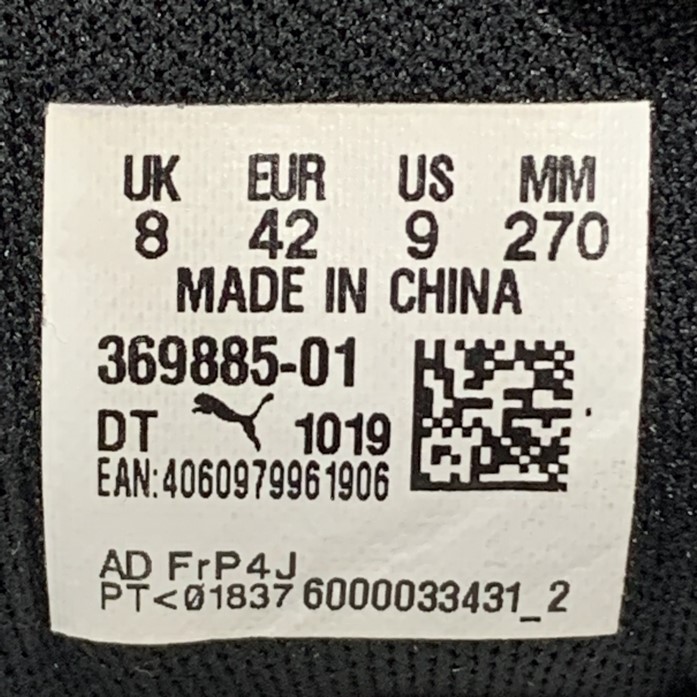 UK EUR US MM
8 42 9 270
MADE IN CHINA
369885-01
DT 1019
EAN:4060979961906
AD FrP4J
PT<Ø1837 6000033431_2